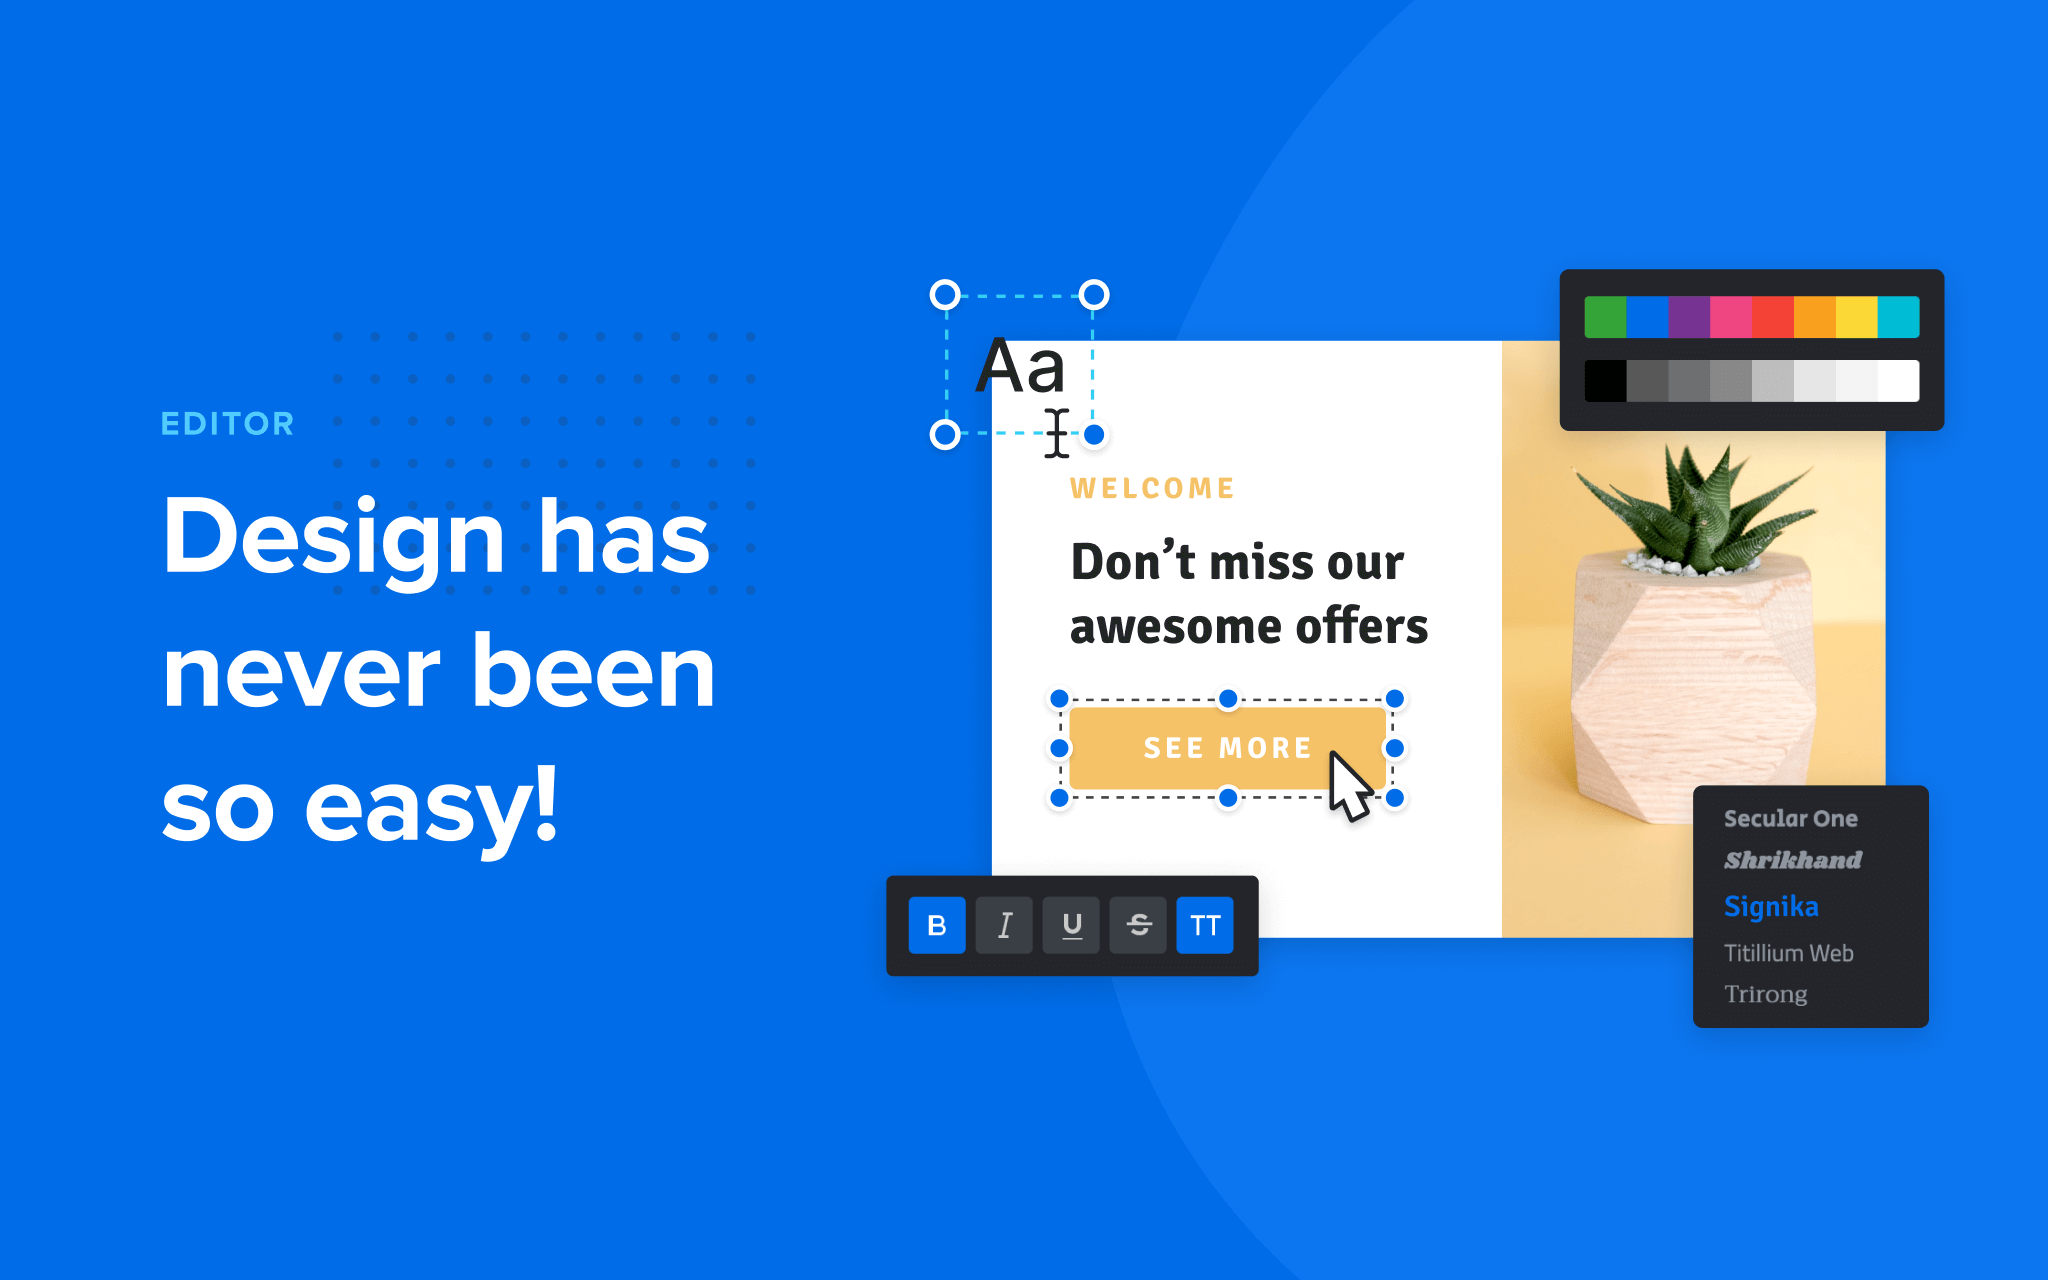 EDITOR
Design has
never been
so easy!
Aa
WELCOME
Don’t miss our
awesome offers
SEE MORE
B I U S TT
Secular One
Shrikhand
Signika
Titillium Web
Trirong